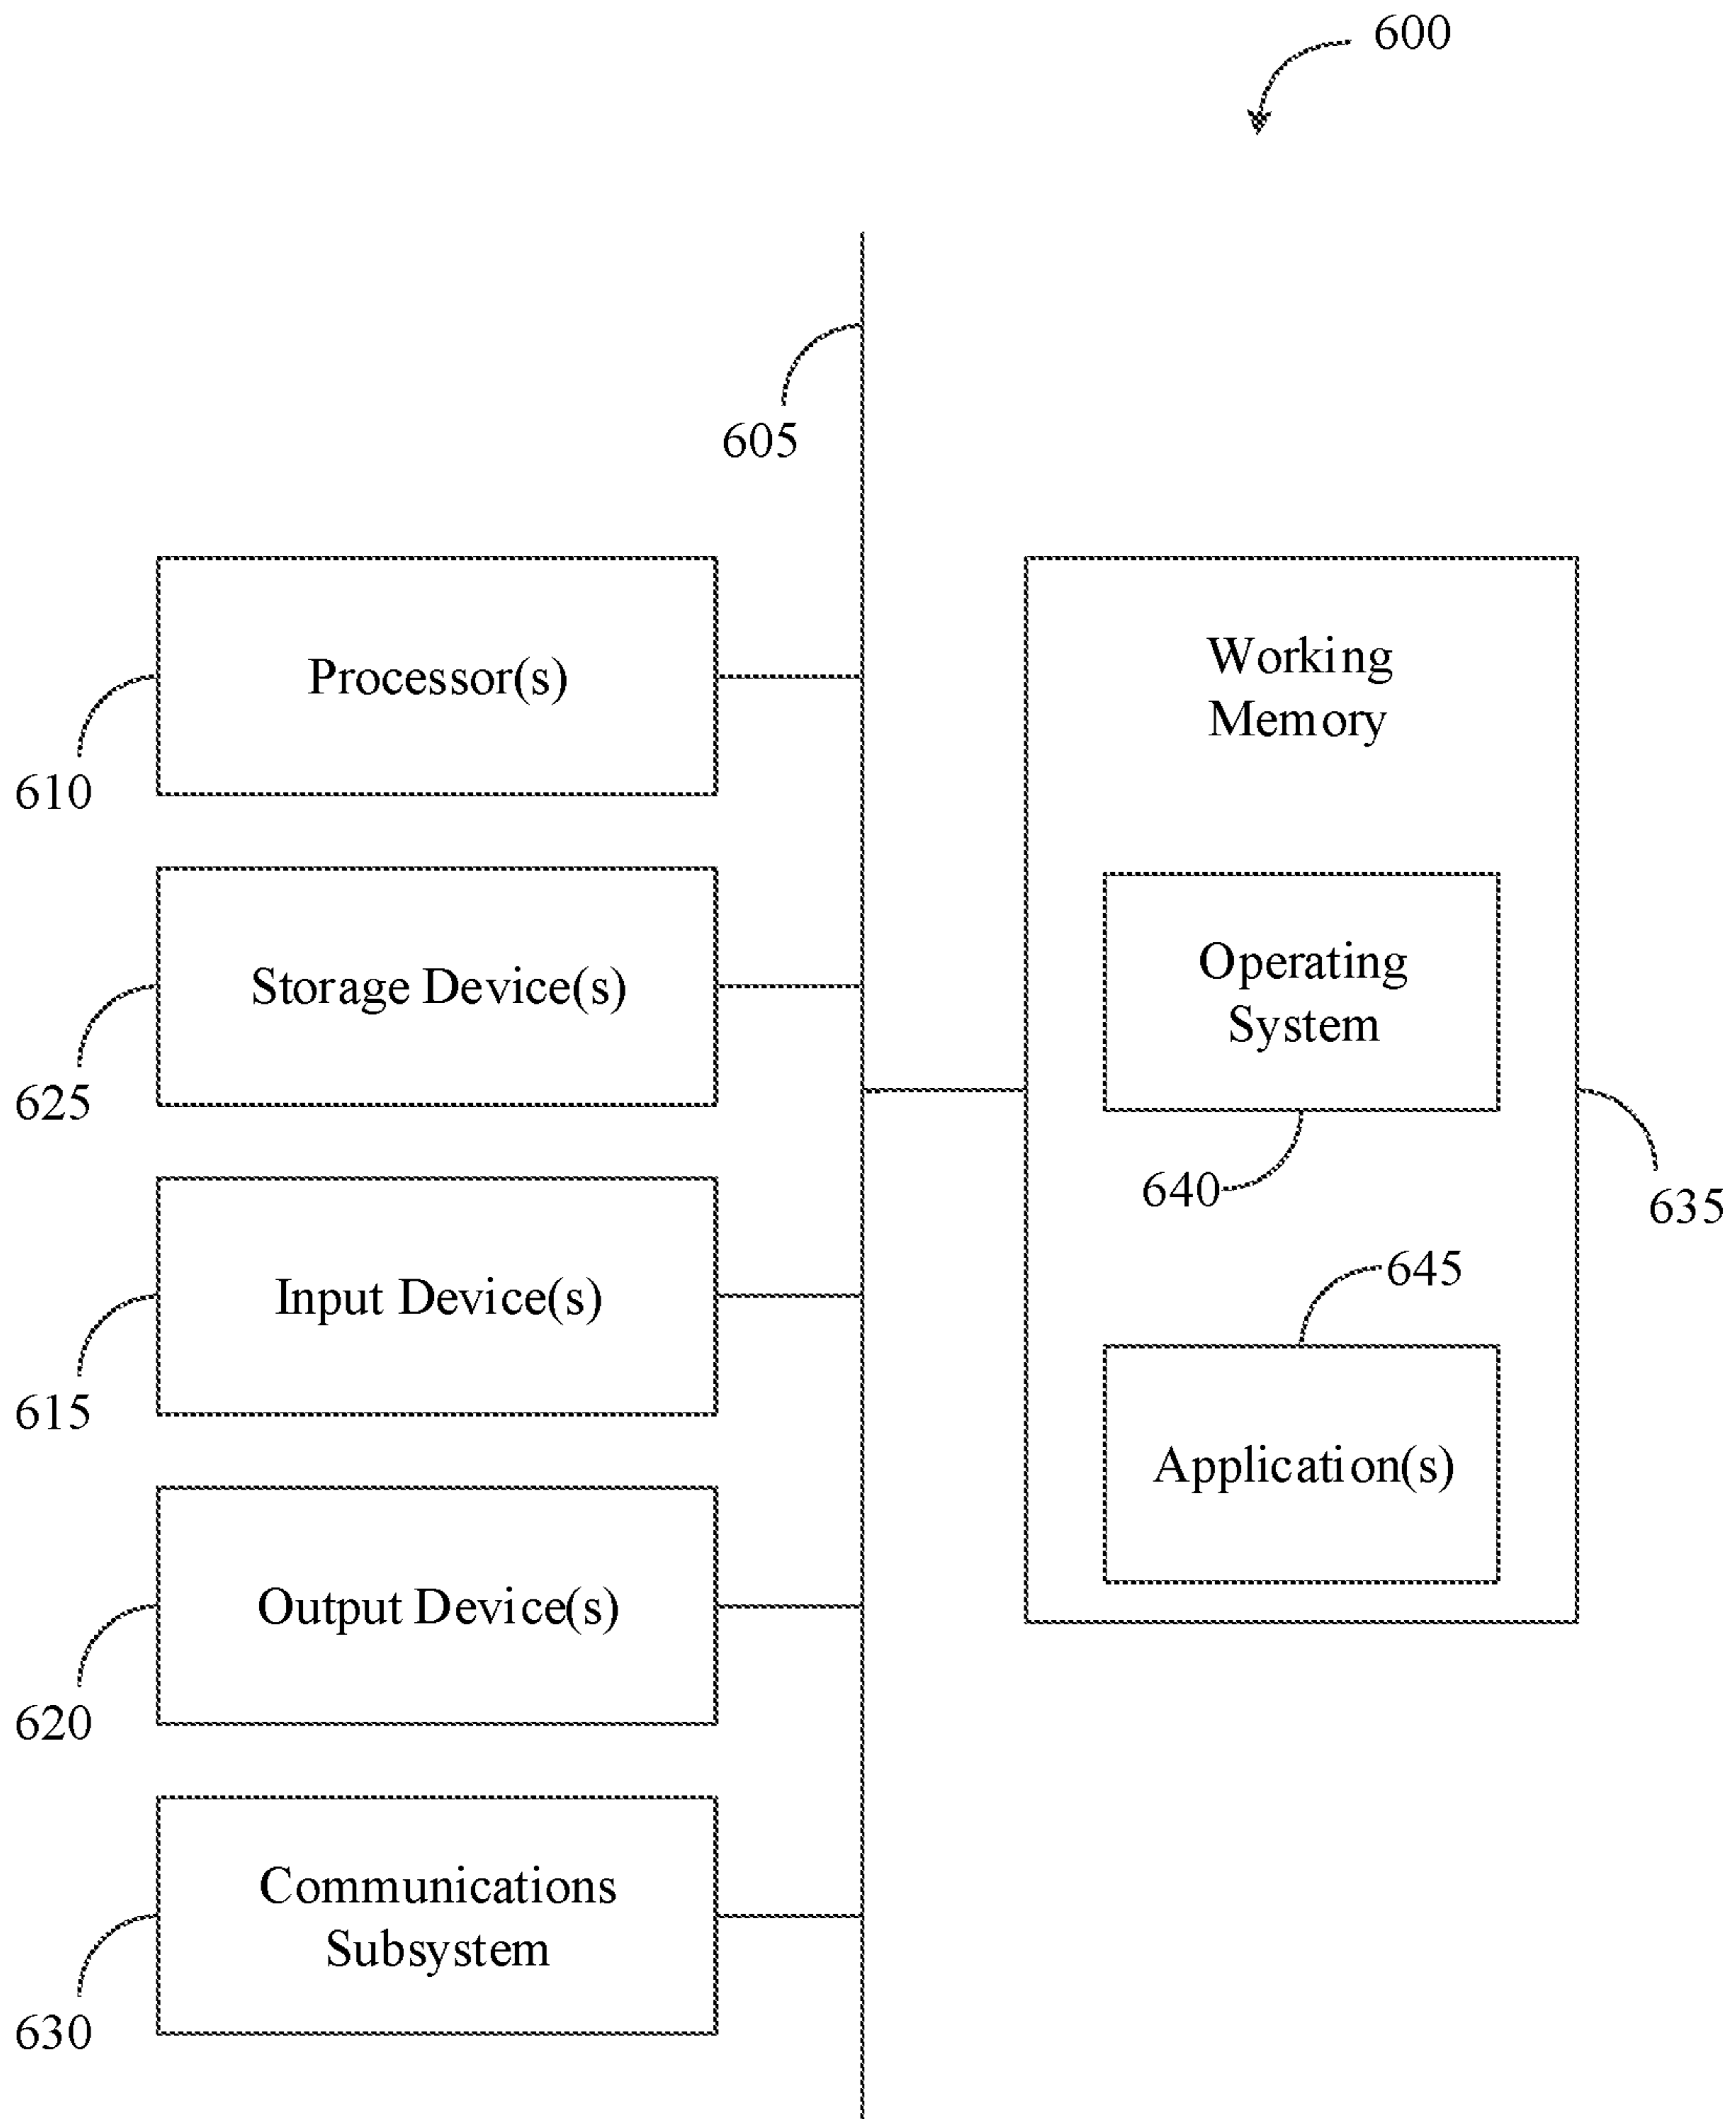 600
605
Processor(s)
610
Storage Device(s)
625
Input Device(s)
615
Output Device(s)
620
Communications
Subsystem
630
Working
Memory
Operating
System
640
635
645
Application(s)